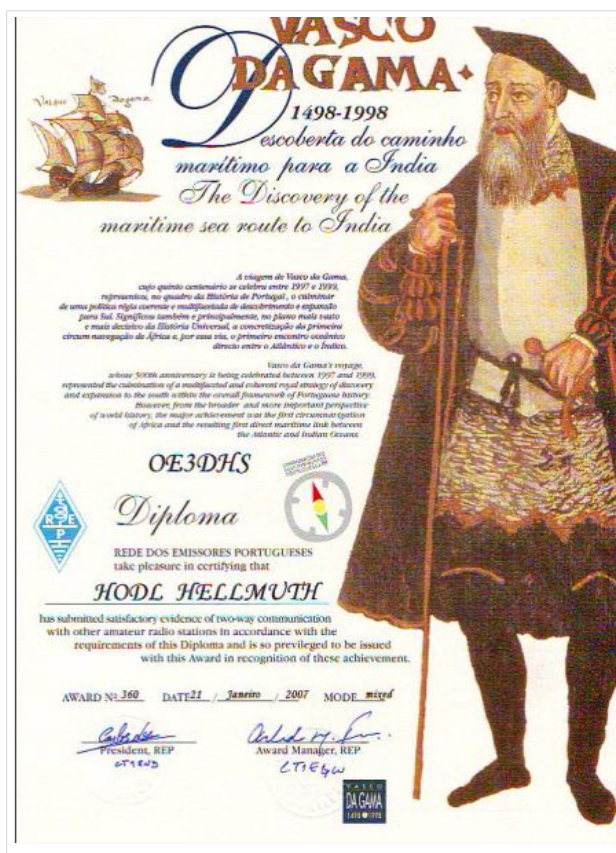 VASCO
DA GAMA
Vasquo Dagama
1498-1998
Descoberta do caminho
marítimo para a India
The Discovery of the
maritime sea route to India
A viagem de Vasco da Gama,
cujo quinto centenário se celebra entre 1997 e 1999,
representou, no quadro da História de Portugal, o culminar
de uma política régia coerente e multifacetada de descobrimento e expansão
para Sul. Significou também e principalmente, no plano mais vasto
e mais decisivo da História Universal, a concretização da primeira
circum-navegação de África e, por essa via, o primeiro encontro oceânico
directo entre o Atlântico e o Índico.
Vasco da Gama's voyage,
whose 500th anniversary is being celebrated between 1997 and 1999,
represented the culmination of a multifaceted and coherent royal strategy of discovery
and expansion to the south within the overall framework of Portuguese history.
However, from the broader and more important perspective
of world history, the major achievement was the first circumnavigation
of Africa and the resulting first direct maritime link between
the Atlantic and Indian Oceans.
OE3DHS
R E P
Diploma
REDE DOS EMISSORES PORTUGUESES
take pleasure in certifying that
HODL HELLMUTH
has submitted satisfactory evidence of two-way communication
with other amateur radio stations in accordance with the
requirements of this Diploma and is so previleged to be issued
with this Award in recognition of these achievement.
AWARD Nº 360 DATE 21 / Janeiro / 2007 MODE mixed
President, REP Award Manager, REP
CT1END CT1EGW
VASCO
DA GAMA
1498 1998